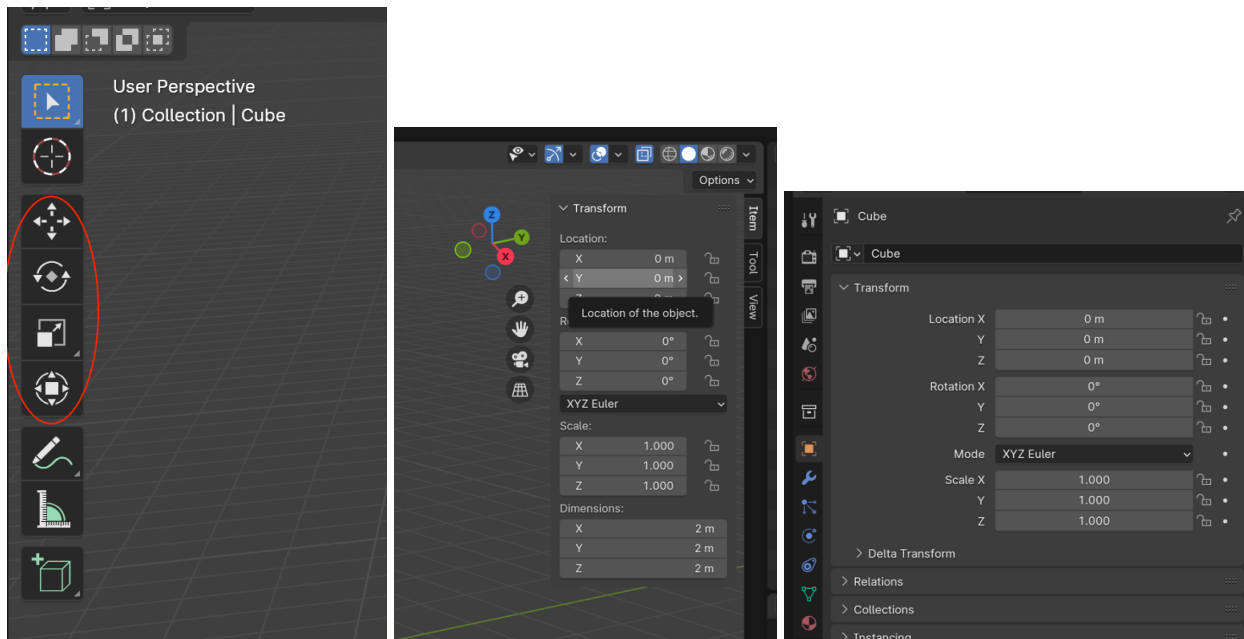 User Perspective
(1) Collection | Cube
Options
Transform
Item
Tool
View
Location:
X 0 m
Y 0 m
Location of the object.
X 0°
Y 0°
Z 0°
XYZ Euler
Scale:
X 1.000
Y 1.000
Z 1.000
Dimensions:
X 2 m
Y 2 m
Z 2 m
Z
Y
X
Cube
Cube
Transform
Location X 0 m
Y 0 m
Z 0 m
Rotation X 0°
Y 0°
Z 0°
Mode XYZ Euler
Scale X 1.000
Y 1.000
Z 1.000
Delta Transform
Relations
Collections
Instancing